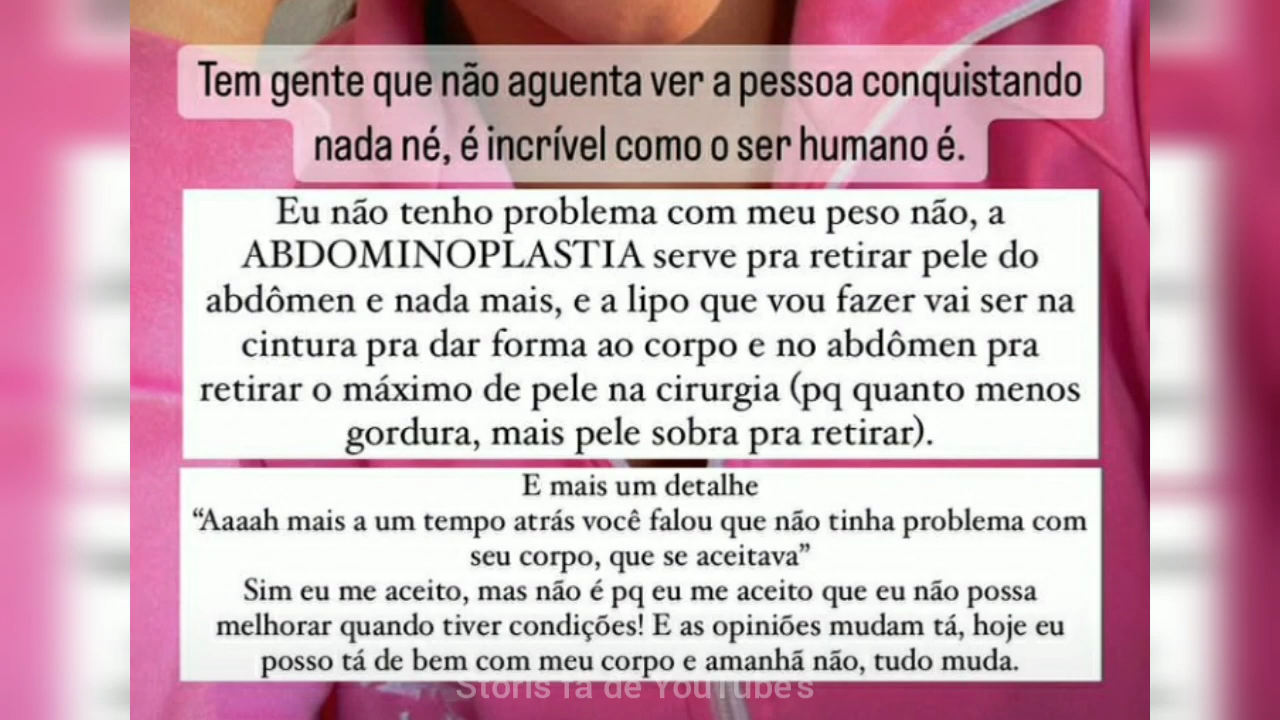 Tem gente que não aguenta ver a pessoa conquistando
nada né, é incrível como o ser humano é.
Eu não tenho problema com meu peso não, a
ABDOMINOPLASTIA serve pra retirar pele do
abdômen e nada mais, e a lipo que vou fazer vai ser na
cintura pra dar forma ao corpo e no abdômen pra
retirar o máximo de pele na cirurgia (pq quanto menos
gordura, mais pele sobra pra retirar).
E mais um detalhe
“Aaaah mais a um tempo atrás você falou que não tinha problema com
seu corpo, que se aceitava”
Sim eu me aceito, mas não é pq eu me aceito que eu não possa
melhorar quando tiver condições! E as opiniões mudam tá, hoje eu
posso tá de bem com meu corpo e amanhã não, tudo muda.
Storis fã de YouTube's